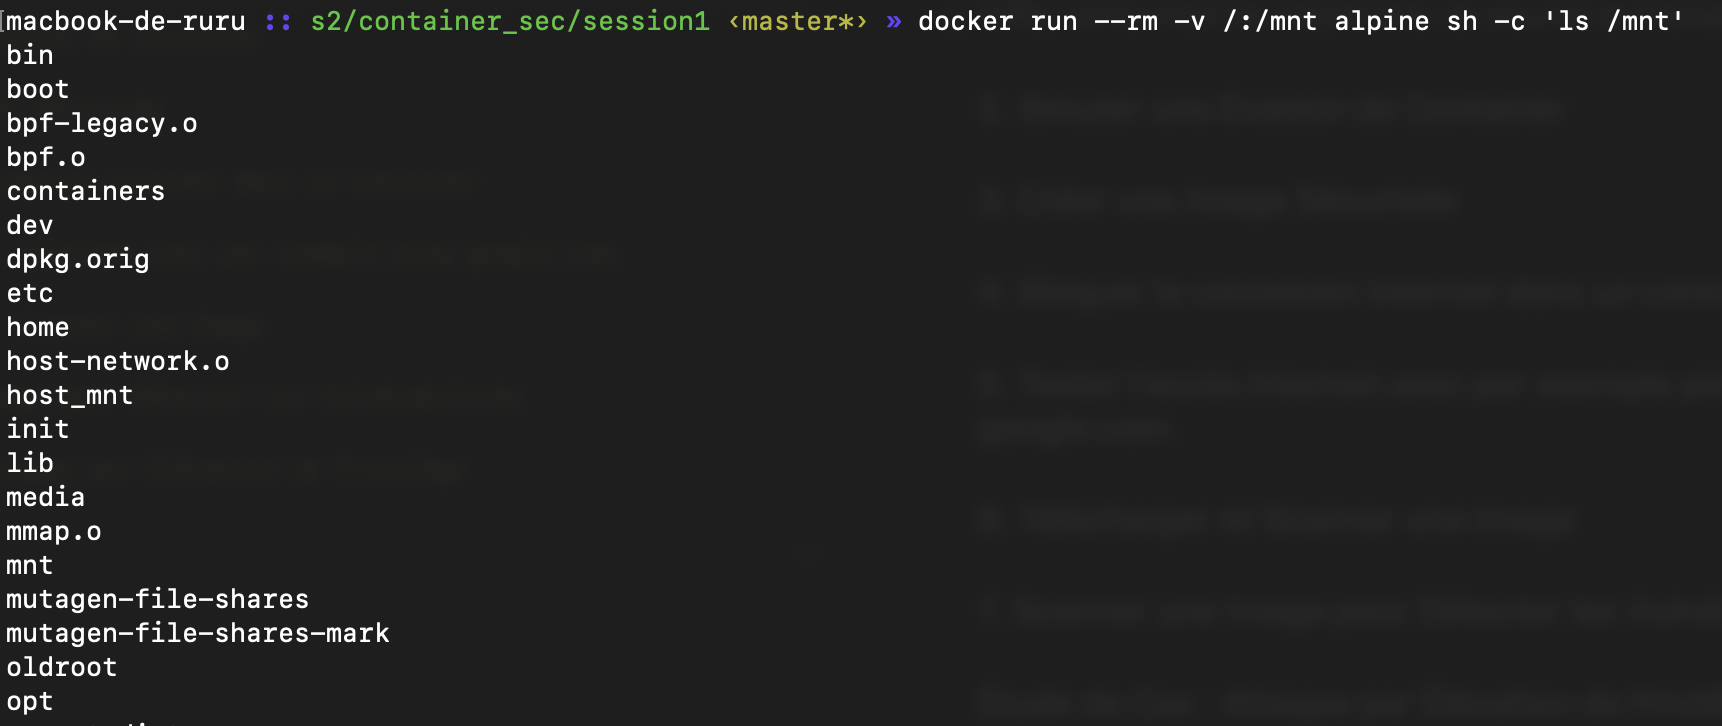 macbook-de-ruru :: s2/container_sec/session1 ‹master*› » docker run --rm -v /:/mnt alpine sh -c 'ls /mnt'
bin
boot
bpf-legacy.o
bpf.o
containers
dev
dpkg.orig
etc
home
host-network.o
host_mnt
init
lib
media
mmap.o
mnt
mutagen-file-shares
mutagen-file-shares-mark
oldroot
opt